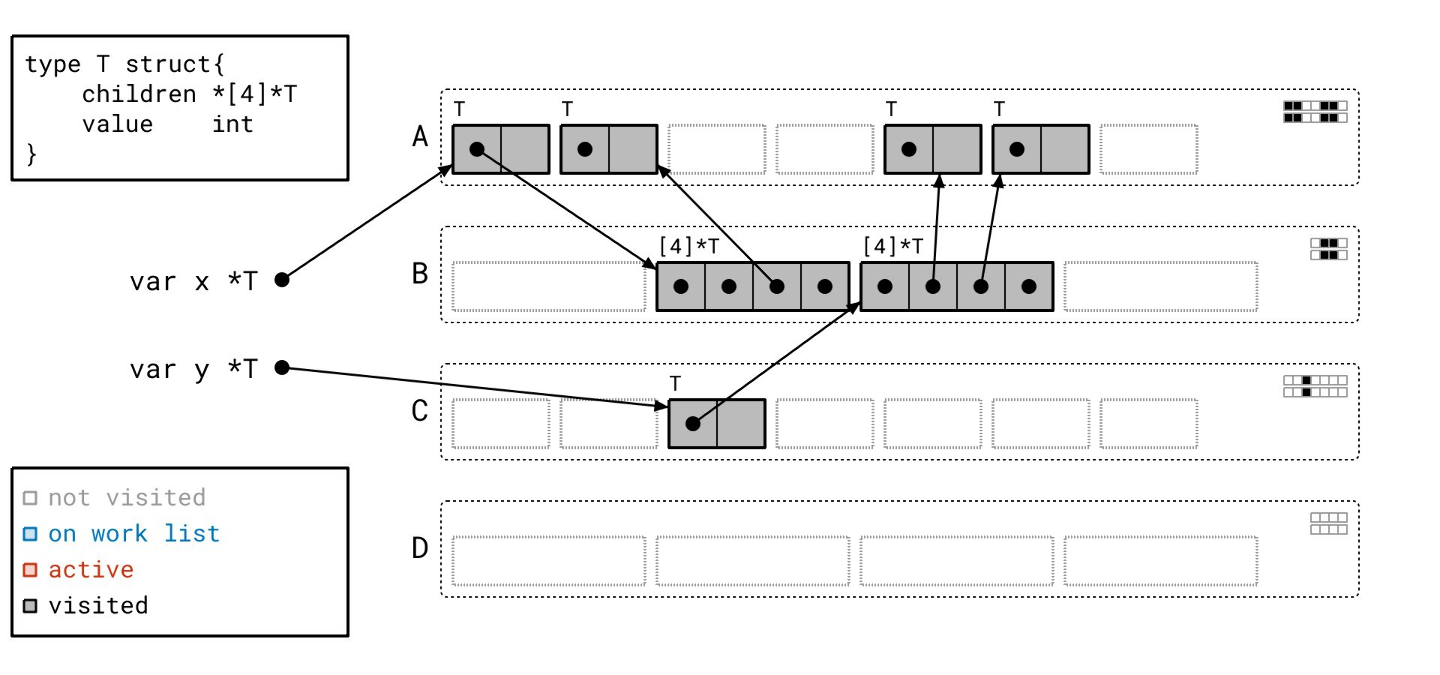 type T struct{
    children *[4]*T
    value    int
}
T T T T
A
[4]*T [4]*T
var x *T
B
var y *T
T
C
not visited
on work list
active
visited
D